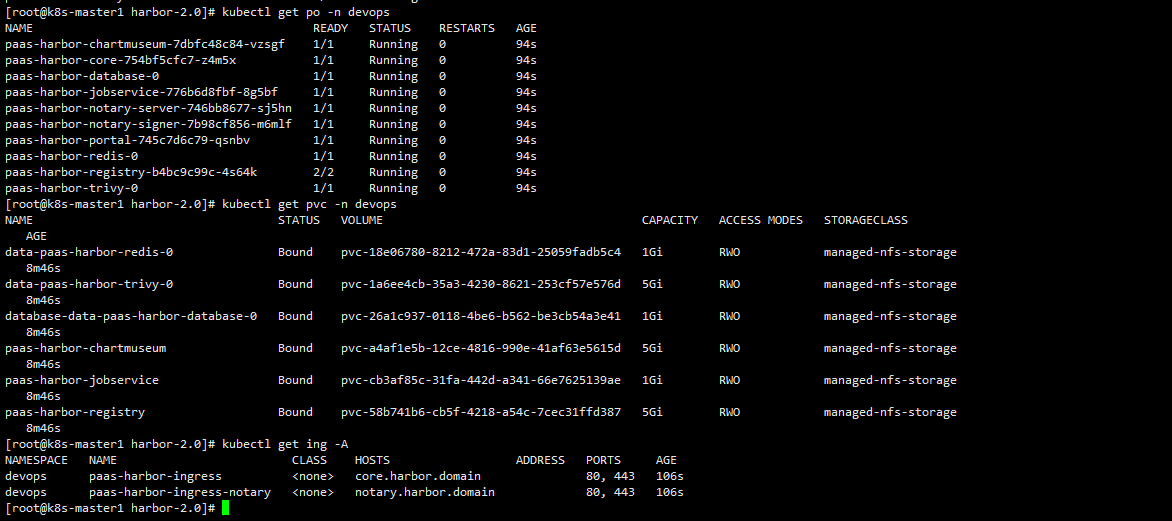 [root@k8s-master1 harbor-2.0]# kubectl get po -n devops
NAME READY STATUS RESTARTS AGE
paas-harbor-chartmuseum-7dbfc48c84-vzsgf 1/1 Running 0 94s
paas-harbor-core-754bf5cfc7-z4m5x 1/1 Running 0 94s
paas-harbor-database-0 1/1 Running 0 94s
paas-harbor-jobservice-776b6d8fbf-8g5bf 1/1 Running 0 94s
paas-harbor-notary-server-746bb8677-sj5hn 1/1 Running 0 94s
paas-harbor-notary-signer-7b98cf856-m6mlf 1/1 Running 0 94s
paas-harbor-portal-745c7d6c79-qsnbv 1/1 Running 0 94s
paas-harbor-redis-0 1/1 Running 0 94s
paas-harbor-registry-b4bc9c99c-4s64k 2/2 Running 0 94s
paas-harbor-trivy-0 1/1 Running 0 94s
[root@k8s-master1 harbor-2.0]# kubectl get pvc -n devops
NAME STATUS VOLUME CAPACITY ACCESS MODES STORAGECLASS
AGE
data-paas-harbor-redis-0 Bound pvc-18e06780-8212-472a-83d1-25059fadb5c4 1Gi RWO managed-nfs-storage
8m46s
data-paas-harbor-trivy-0 Bound pvc-1a6ee4cb-35a3-4230-8621-253cf57e576d 5Gi RWO managed-nfs-storage
8m46s
database-data-paas-harbor-database-0 Bound pvc-26a1c937-0118-4be6-b562-be3cb54a3e41 1Gi RWO managed-nfs-storage
8m46s
paas-harbor-chartmuseum Bound pvc-a4af1e5b-12ce-4816-990e-41af63e5615d 5Gi RWO managed-nfs-storage
8m46s
paas-harbor-jobservice Bound pvc-cb3af85c-31fa-442d-a341-66e7625139ae 1Gi RWO managed-nfs-storage
8m46s
paas-harbor-registry Bound pvc-58b741b6-cb5f-4218-a54c-7cec31ffd387 5Gi RWO managed-nfs-storage
8m46s
[root@k8s-master1 harbor-2.0]# kubectl get ing -A
NAMESPACE NAME CLASS HOSTS ADDRESS PORTS AGE
devops paas-harbor-ingress <none> core.harbor.domain 80, 443 106s
devops paas-harbor-ingress-notary <none> notary.harbor.domain 80, 443 106s
[root@k8s-master1 harbor-2.0]#